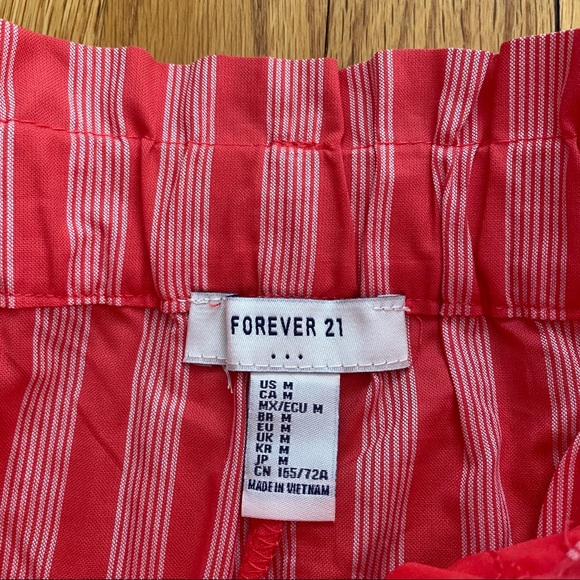 FOREVER 21
...
US M
CA M
MX/ECU M
BR M
EU M
UK M
KR M
JP M
CN 165/72A
MADE IN VIETNAM